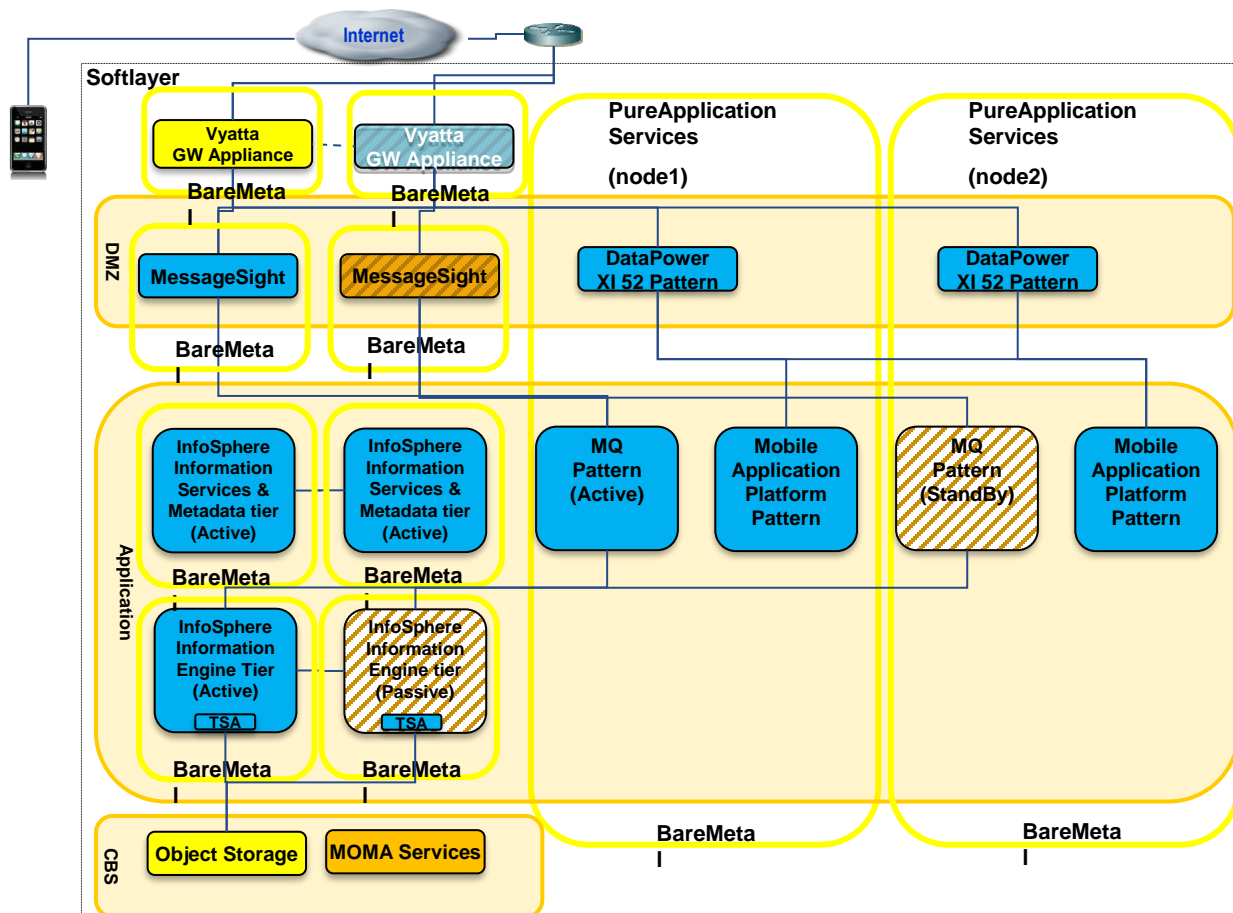 Internet
Softlayer
Vyatta
GW Appliance
BareMeta
l
Vyatta
GW Appliance
BareMeta
l
PureApplication
Services
(node1)
PureApplication
Services
(node2)
DMZ
MessageSight
BareMeta
l
MessageSight
BareMeta
l
DataPower
XI 52 Pattern
DataPower
XI 52 Pattern
Application
InfoSphere
Information
Services &
Metadata tier
(Active)
BareMeta
l
InfoSphere
Information
Services &
Metadata tier
(Active)
BareMeta
l
MQ
Pattern
(Active)
Mobile
Application
Platform
Pattern
MQ
Pattern
(StandBy)
Mobile
Application
Platform
Pattern
InfoSphere
Information
Engine Tier
(Active)
TSA
BareMeta
l
InfoSphere
Information
Engine tier
(Passive)
TSA
BareMeta
l
BareMeta
l
BareMeta
l
CBS
Object Storage
MOMA Services